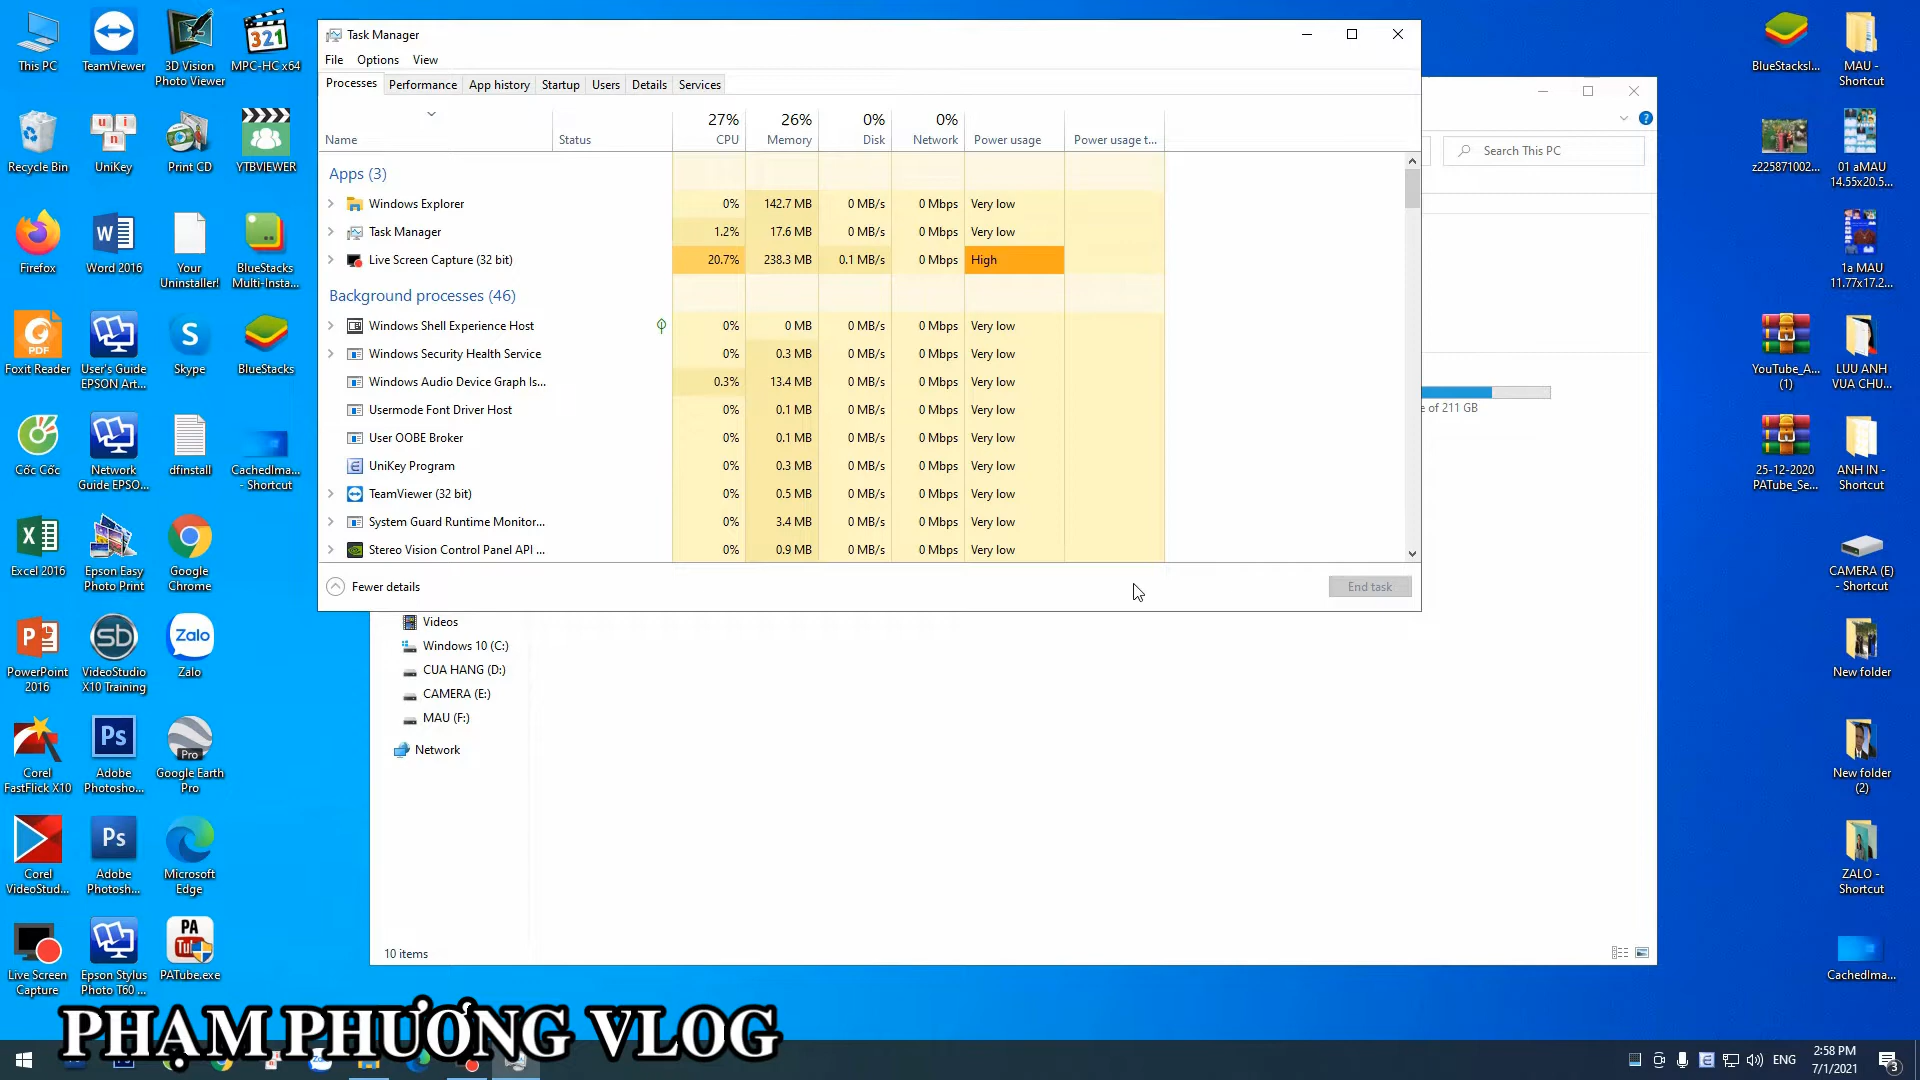 This PC
TeamViewer
3D Vision
Photo Viewer
MPC-HC x64
Recycle Bin
UniKey
Print CD
YTBVIEWER
Firefox
Word 2016
Your
Uninstaller!
BlueStacks
Multi-Insta...
Foxit Reader
User's Guide
EPSON Art...
Skype
BlueStacks
Cốc Cốc
Network
Guide EPSO...
dfinstall
CachedIma...
- Shortcut
Excel 2016
Epson Easy
Photo Print
Google
Chrome
PowerPoint
2016
VideoStudio
X10 Training
Zalo
Corel
FastFlick X10
Adobe
Photosho...
Google Earth
Pro
Corel
VideoStud...
Adobe
Photosh...
Microsoft
Edge
Live Screen
Capture
Epson Stylus
Photo T60 ...
PATube.exe
Task Manager
File Options View
Processes Performance App history Startup Users Details Services
27% 26% 0% 0%
Name Status CPU Memory Disk Network Power usage Power usage t...
Apps (3)
Windows Explorer 0% 142.7 MB 0 MB/s 0 Mbps Very low
Task Manager 1.2% 17.6 MB 0 MB/s 0 Mbps Very low
Live Screen Capture (32 bit) 20.7% 238.3 MB 0.1 MB/s 0 Mbps High
Background processes (46)
Windows Shell Experience Host 0% 0 MB 0 MB/s 0 Mbps Very low
Windows Security Health Service 0% 0.3 MB 0 MB/s 0 Mbps Very low
Windows Audio Device Graph Is... 0.3% 13.4 MB 0 MB/s 0 Mbps Very low
Usermode Font Driver Host 0% 0.1 MB 0 MB/s 0 Mbps Very low
User OOBE Broker 0% 0.1 MB 0 MB/s 0 Mbps Very low
UniKey Program 0% 0.3 MB 0 MB/s 0 Mbps Very low
TeamViewer (32 bit) 0% 0.5 MB 0 MB/s 0 Mbps Very low
System Guard Runtime Monitor... 0% 3.4 MB 0 MB/s 0 Mbps Very low
Stereo Vision Control Panel API ... 0% 0.9 MB 0 MB/s 0 Mbps Very low
Fewer details End task
Search This PC
e of 211 GB
Videos
Windows 10 (C:)
CUA HANG (D:)
CAMERA (E:)
MAU (F:)
Network
10 items
BlueStacksI...
MAU -
Shortcut
z225871002...
01 aMAU
14.55x20.5...
1a MAU
11.77x17.2...
YouTube_A...
(1)
LUU ANH
VUA CHU...
25-12-2020
PATube_Se...
ANH IN -
Shortcut
CAMERA (E)
- Shortcut
New folder
New folder
(2)
ZALO -
Shortcut
CachedIma...
PHẠM PHƯƠNG VLOG
ENG
2:58 PM
7/1/2021
3